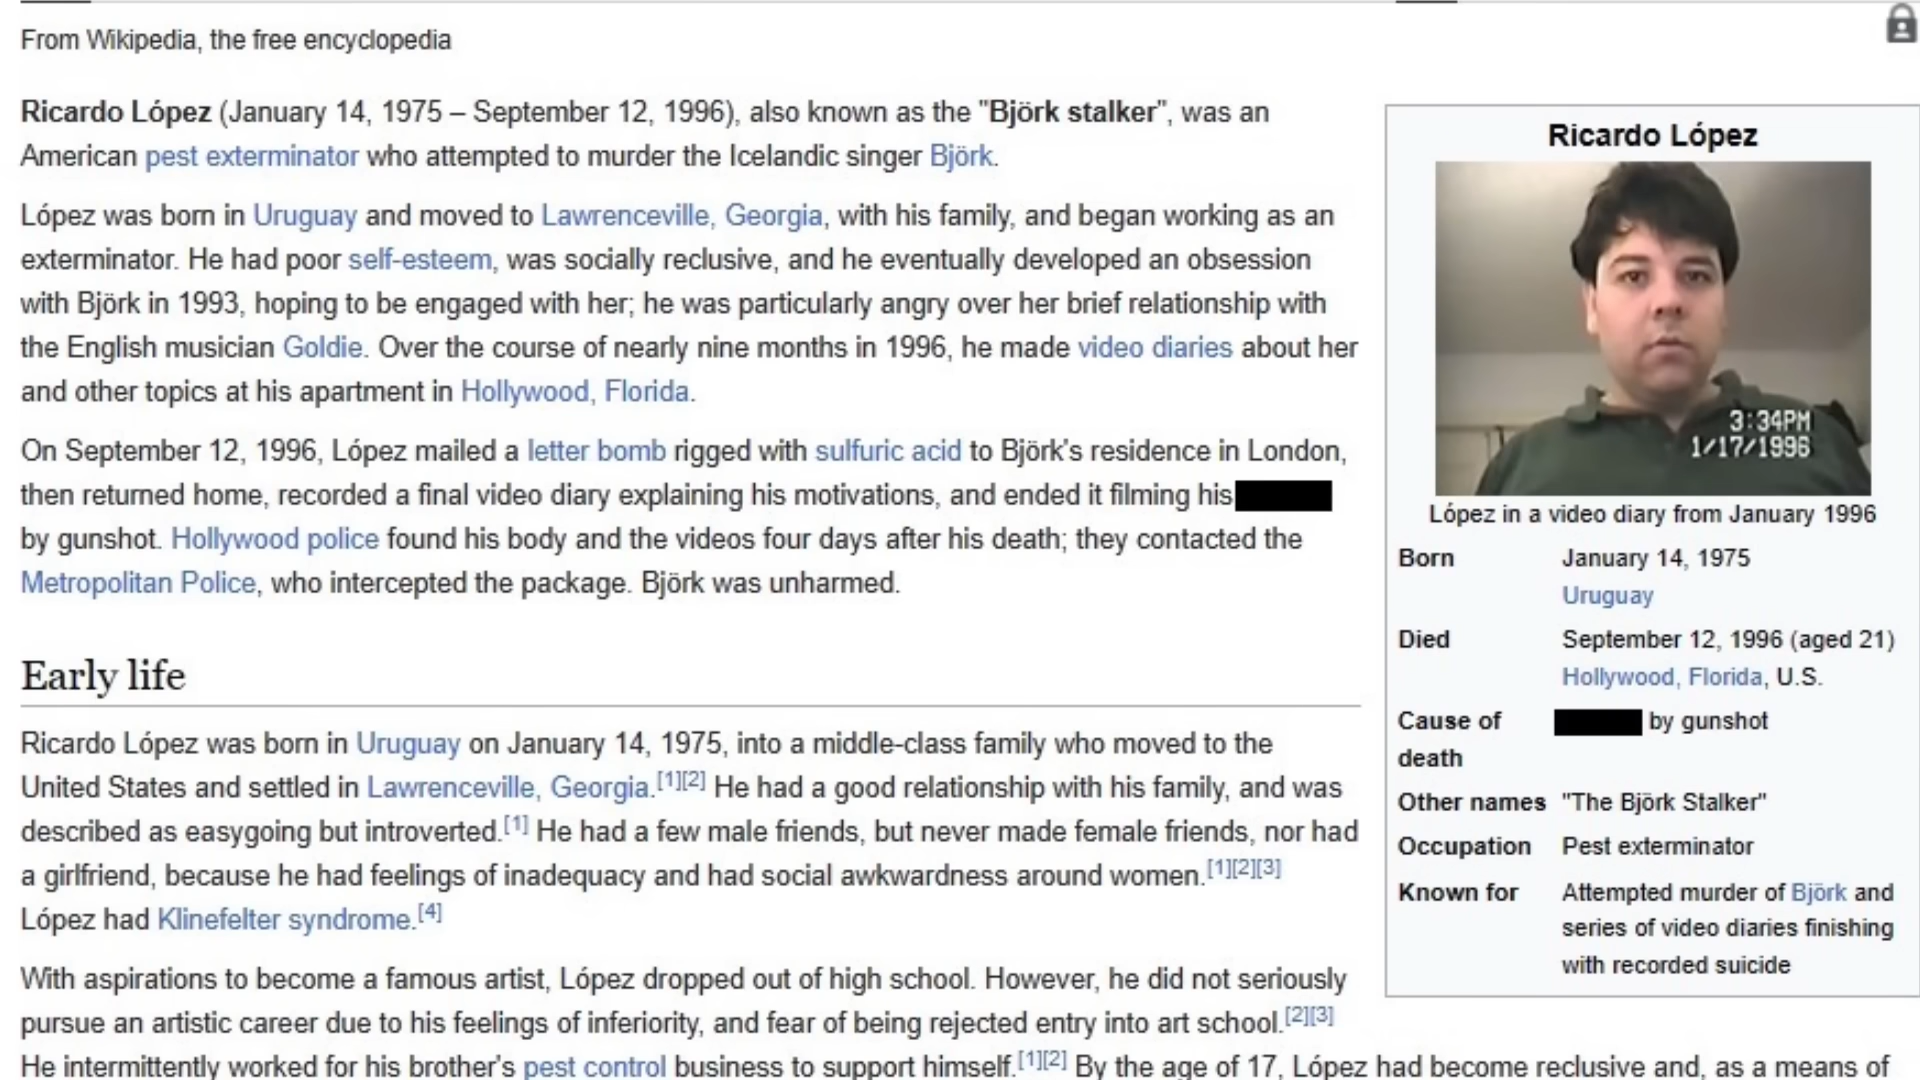 From Wikipedia, the free encyclopedia
Ricardo López (January 14, 1975 – September 12, 1996), also known as the "Björk stalker", was an
American pest exterminator who attempted to murder the Icelandic singer Björk.
López was born in Uruguay and moved to Lawrenceville, Georgia, with his family, and began working as an
exterminator. He had poor self-esteem, was socially reclusive, and he eventually developed an obsession
with Björk in 1993, hoping to be engaged with her; he was particularly angry over her brief relationship with
the English musician Goldie. Over the course of nearly nine months in 1996, he made video diaries about her
and other topics at his apartment in Hollywood, Florida.
On September 12, 1996, López mailed a letter bomb rigged with sulfuric acid to Björk's residence in London,
then returned home, recorded a final video diary explaining his motivations, and ended it filming his
by gunshot. Hollywood police found his body and the videos four days after his death; they contacted the
Metropolitan Police, who intercepted the package. Björk was unharmed.
Early life
Ricardo López was born in Uruguay on January 14, 1975, into a middle-class family who moved to the
United States and settled in Lawrenceville, Georgia.[1][2] He had a good relationship with his family, and was
described as easygoing but introverted.[1] He had a few male friends, but never made female friends, nor had
a girlfriend, because he had feelings of inadequacy and had social awkwardness around women.[1][2][3]
López had Klinefelter syndrome.[4]
With aspirations to become a famous artist, López dropped out of high school. However, he did not seriously
pursue an artistic career due to his feelings of inferiority, and fear of being rejected entry into art school.[2][3]
He intermittently worked for his brother's pest control business to support himself.[1][2] By the age of 17, López had become reclusive and, as a means of
Ricardo López
3:34PM
1/17/1996
López in a video diary from January 1996
Born January 14, 1975
Uruguay
Died September 12, 1996 (aged 21)
Hollywood, Florida, U.S.
Cause of by gunshot
death
Other names "The Björk Stalker"
Occupation Pest exterminator
Known for Attempted murder of Björk and
series of video diaries finishing
with recorded suicide